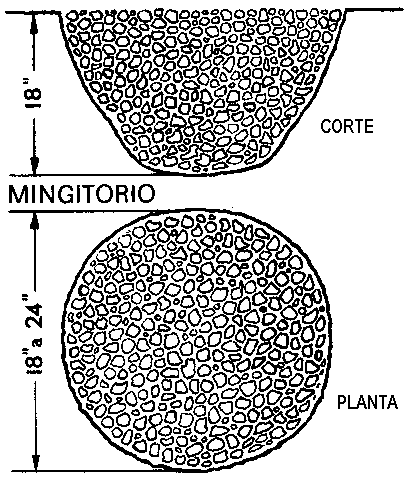 18"
CORTE
MINGITORIO
18" a 24"
PLANTA